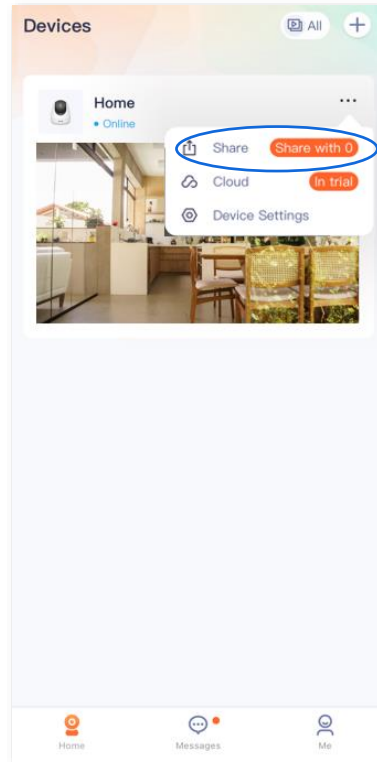 Devices
All
Home
Online
Share Share with 0
Cloud In trial
Device Settings
Home Messages Me